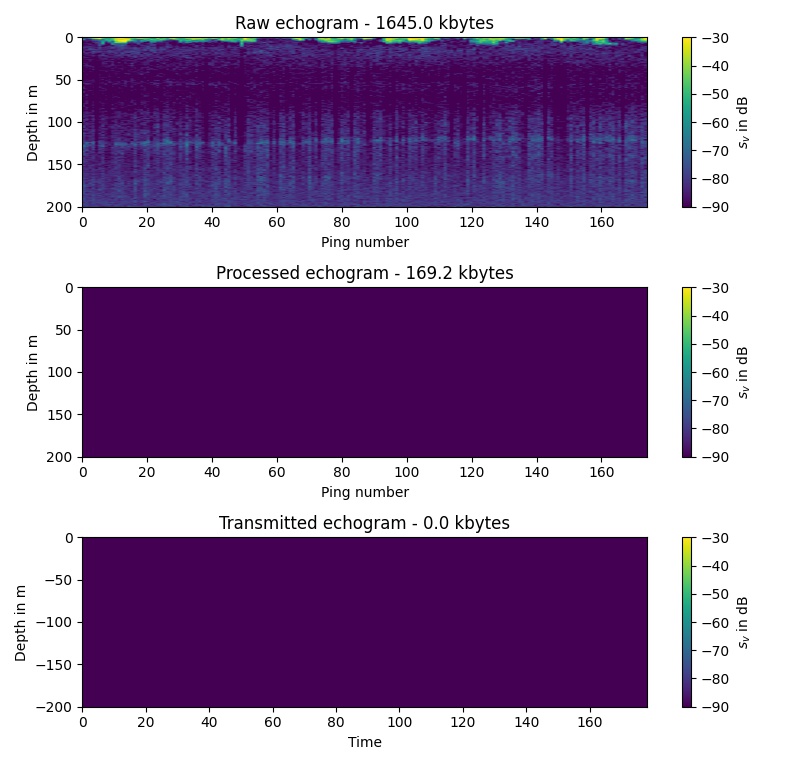 Raw echogram - 1645.0 kbytes
0
50
100
150
200
Depth in m
0 20 40 60 80 100 120 140 160
Ping number
−30
−40
−50
−60
−70
−80
−90
sv in dB
Processed echogram - 169.2 kbytes
0
50
100
150
200
Depth in m
0 20 40 60 80 100 120 140 160
Ping number
−30
−40
−50
−60
−70
−80
−90
sv in dB
Transmitted echogram - 0.0 kbytes
0
−50
−100
−150
−200
Depth in m
0 20 40 60 80 100 120 140 160
Time
−30
−40
−50
−60
−70
−80
−90
sv in dB